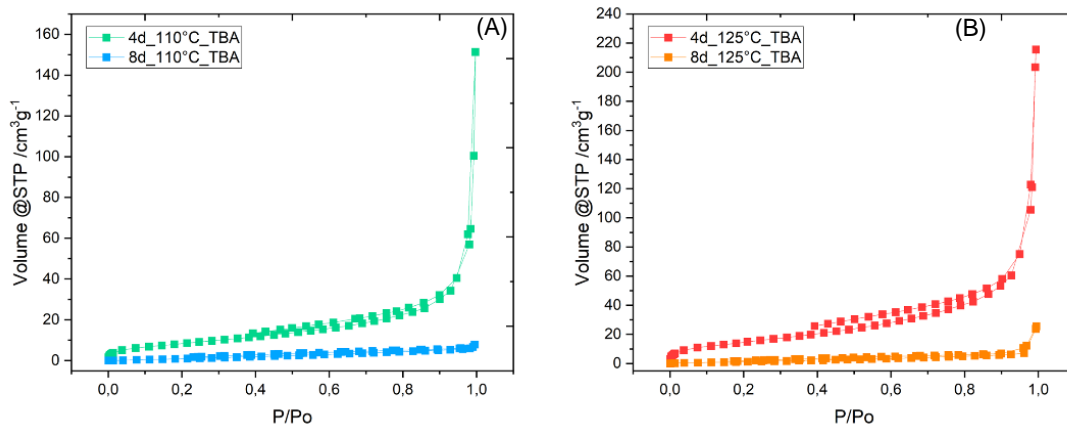 (A)
4d_110°C_TBA
8d_110°C_TBA
160
140
120
100
80
60
40
20
0
Volume @STP /cm³g⁻¹
0,0 0,2 0,4 0,6 0,8 1,0
P/Po
(B)
4d_125°C_TBA
8d_125°C_TBA
240
220
200
180
160
140
120
100
80
60
40
20
0
Volume @STP /cm³g⁻¹
0,0 0,2 0,4 0,6 0,8 1,0
P/Po